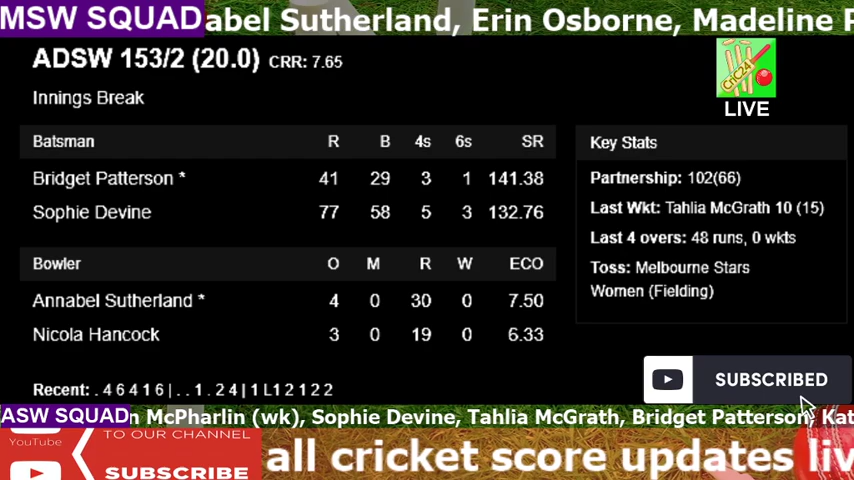 MSW SQUAD abel Sutherland, Erin Osborne, Madeline P
ADSW 153/2 (20.0) CRR: 7.65
Innings Break
CriC24
LIVE
Batsman R B 4s 6s SR
Bridget Patterson * 41 29 3 1 141.38
Sophie Devine 77 58 5 3 132.76
Bowler O M R W ECO
Annabel Sutherland * 4 0 30 0 7.50
Nicola Hancock 3 0 19 0 6.33
Key Stats
Partnership: 102(66)
Last Wkt: Tahlia McGrath 10 (15)
Last 4 overs: 48 runs, 0 wkts
Toss: Melbourne Stars
Women (Fielding)
Recent: . 4 6 4 1 6 | . . 1 . 2 4 | 1 L1 2 1 2 2
SUBSCRIBED
ASW SQUAD n McPharlin (wk), Sophie Devine, Tahlia McGrath, Bridget Patterson, Kat
YouTube
TO OUR CHANNEL
SUBSCRIBE
all cricket score updates liv